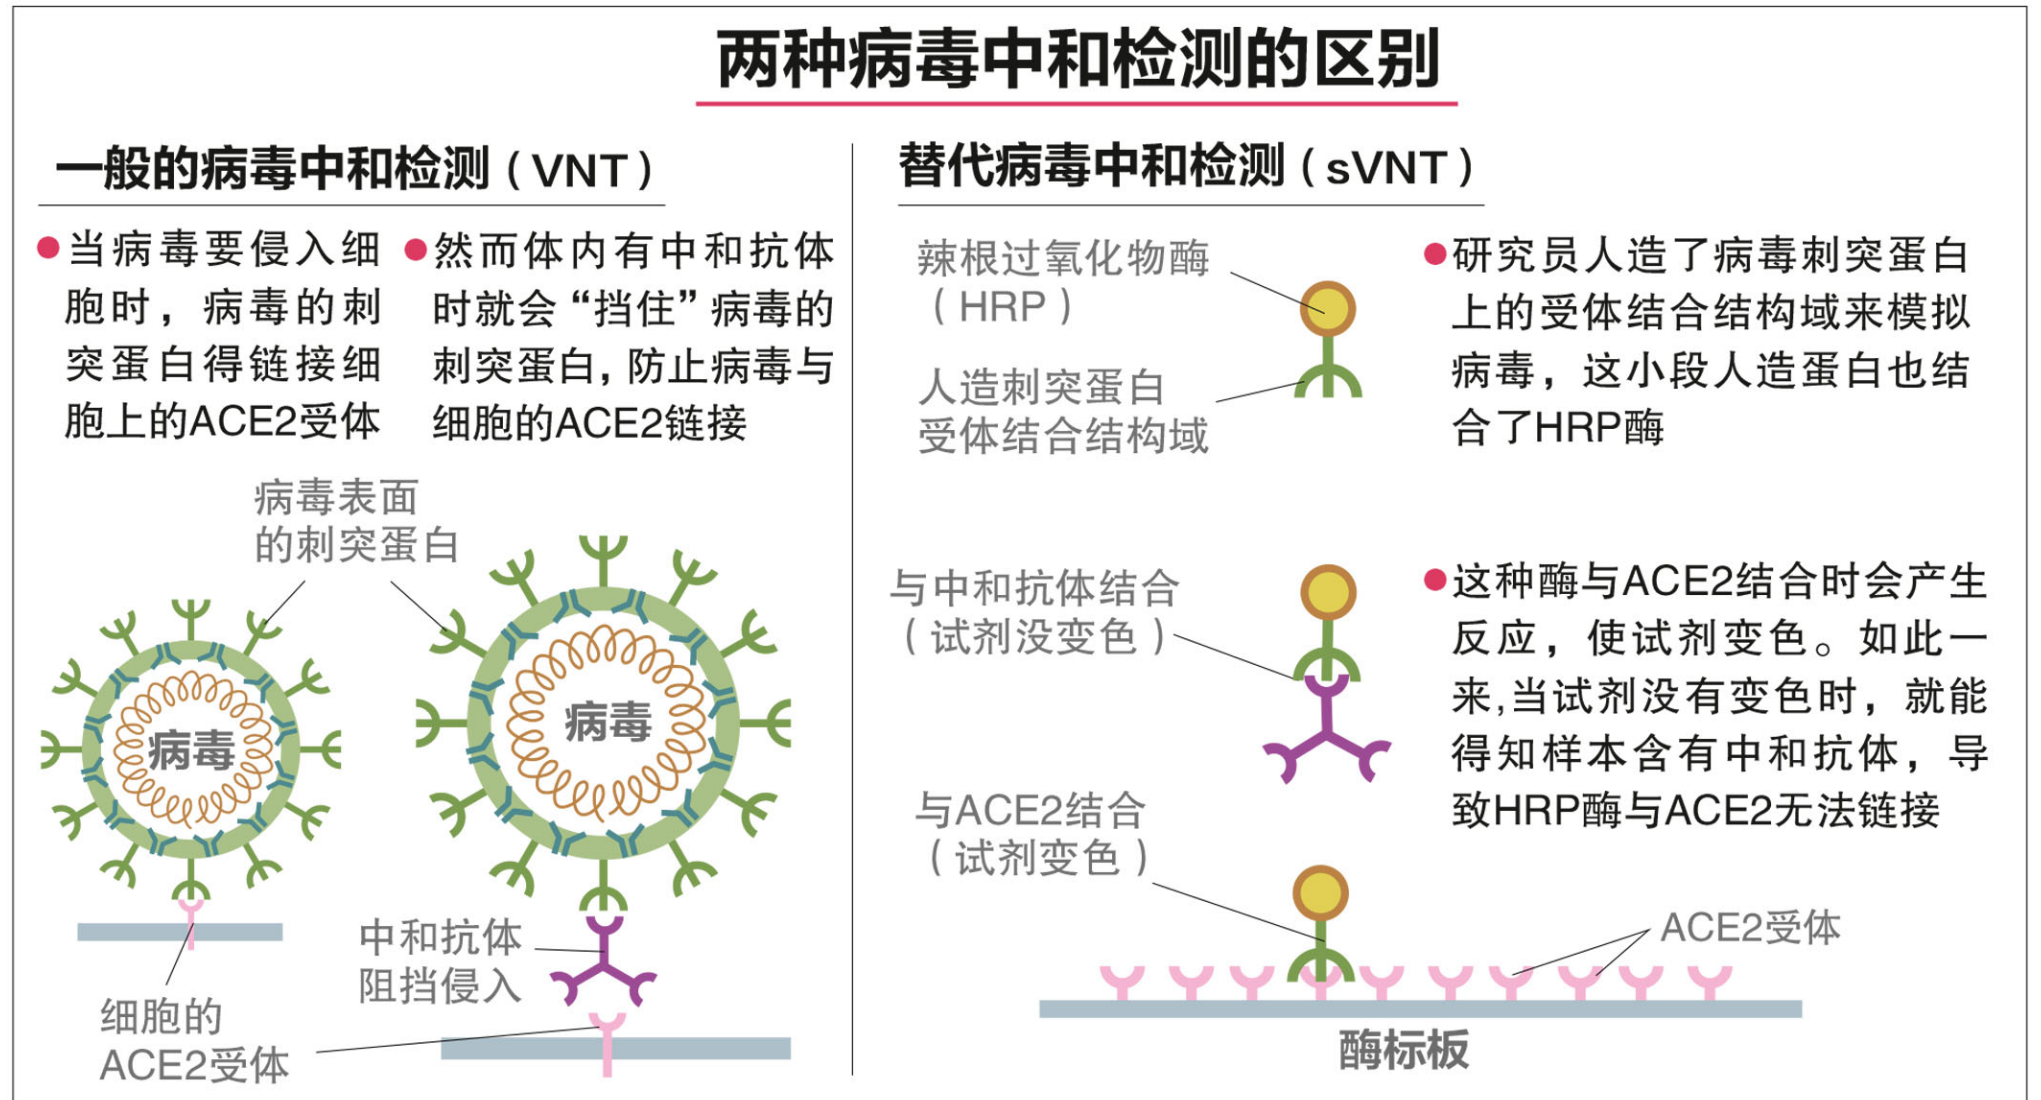 两种病毒中和检测的区别
一般的病毒中和检测（VNT）
●当病毒要侵入细
胞时，病毒的刺
突蛋白得链接细
胞上的ACE2受体
●然而体内有中和抗体
时就会“挡住”病毒的
刺突蛋白，防止病毒与
细胞的ACE2链接
病毒表面
的刺突蛋白
病毒
病毒
中和抗体
阻挡侵入
细胞的
ACE2受体
替代病毒中和检测（sVNT）
辣根过氧化物酶
（HRP）
人造刺突蛋白
受体结合结构域
●研究员人造了病毒刺突蛋白
上的受体结合结构域来模拟
病毒，这小段人造蛋白也结
合了HRP酶
与中和抗体结合
（试剂没变色）
●这种酶与ACE2结合时会产生
反应，使试剂变色。如此一
来,当试剂没有变色时，就能
得知样本含有中和抗体，导
致HRP酶与ACE2无法链接
与ACE2结合
（试剂变色）
ACE2受体
酶标板